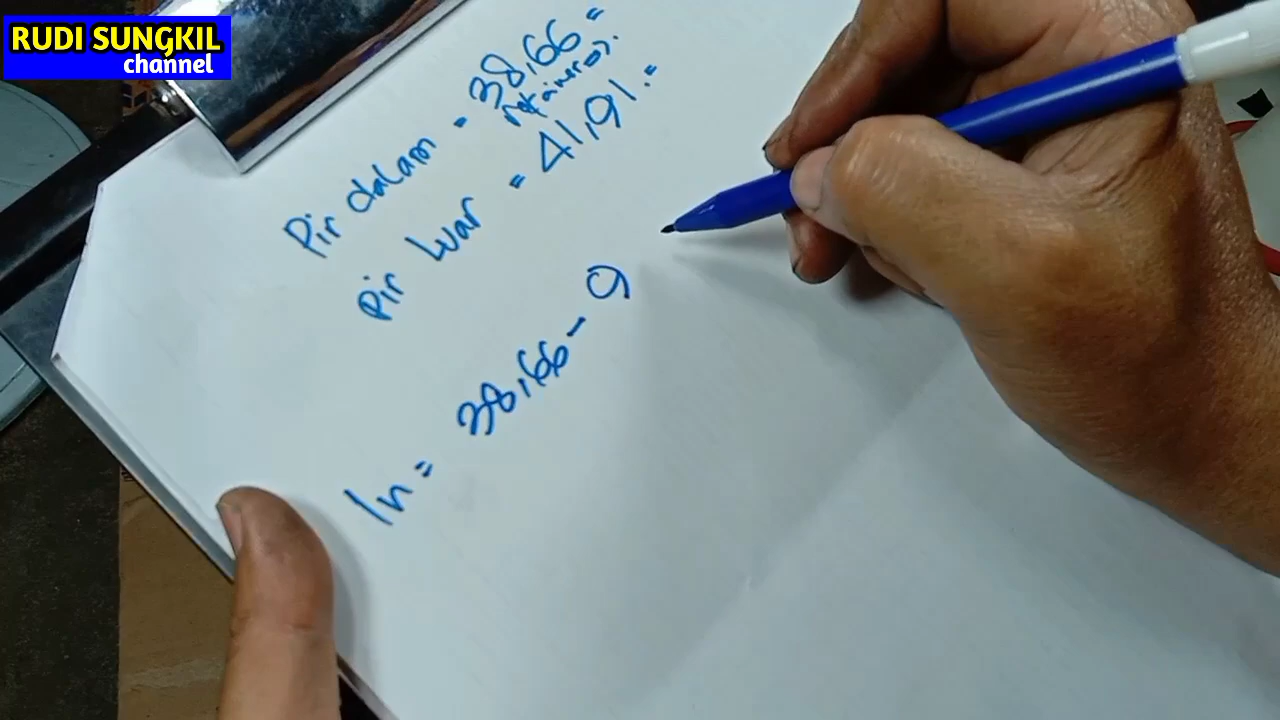 RUDI SUNGKIL
channel
Pir dalam = 38,66 =
Pir luar = 41,91. =
In = 38,66 - 9